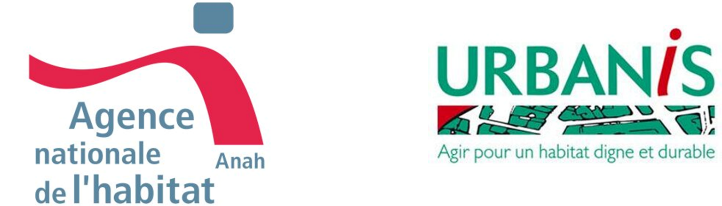 Agence
nationale
de l'habitat
Anah
URBANiS
Agir pour un habitat digne et durable